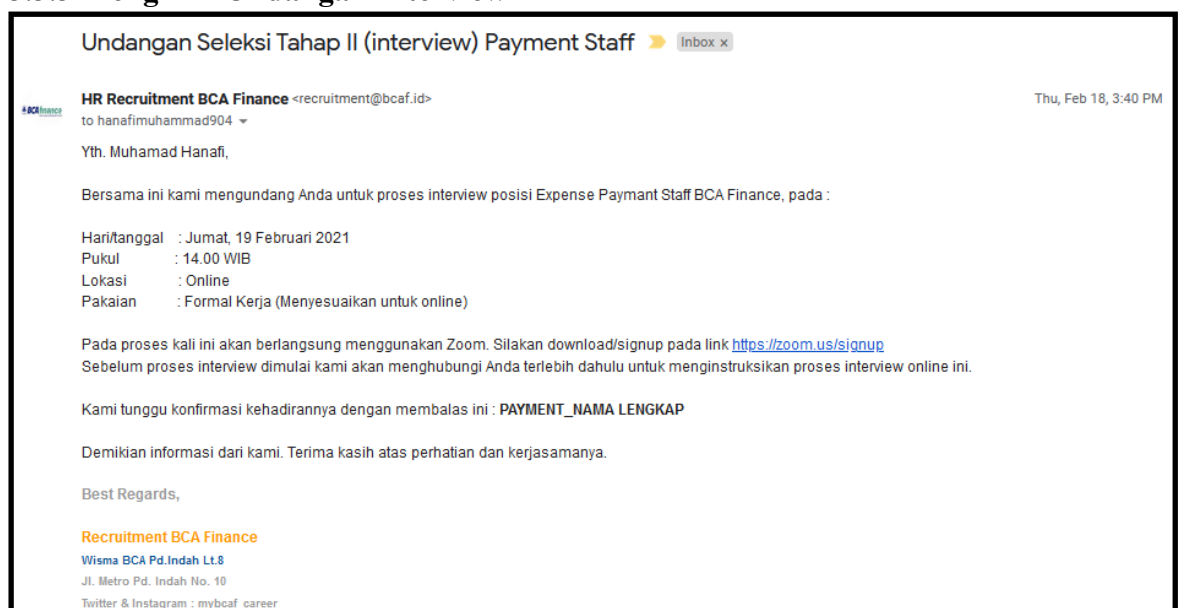 Undangan Seleksi Tahap II (interview) Payment Staff Inbox x
BCA finance
HR Recruitment BCA Finance <recruitment@bcaf.id> Thu, Feb 18, 3:40 PM
to hanafimuhammad904
Yth. Muhamad Hanafi,
Bersama ini kami mengundang Anda untuk proses interview posisi Expense Paymant Staff BCA Finance, pada :
Hari/tanggal : Jumat, 19 Februari 2021
Pukul : 14.00 WIB
Lokasi : Online
Pakaian : Formal Kerja (Menyesuaikan untuk online)
Pada proses kali ini akan berlangsung menggunakan Zoom. Silakan download/signup pada link https://zoom.us/signup
Sebelum proses interview dimulai kami akan menghubungi Anda terlebih dahulu untuk menginstruksikan proses interview online ini.
Kami tunggu konfirmasi kehadirannya dengan membalas ini : PAYMENT_NAMA LENGKAP
Demikian informasi dari kami. Terima kasih atas perhatian dan kerjasamanya.
Best Regards,
Recruitment BCA Finance
Wisma BCA Pd.Indah Lt.8
Jl. Metro Pd. Indah No. 10
Twitter & Instagram : mybcaf_career